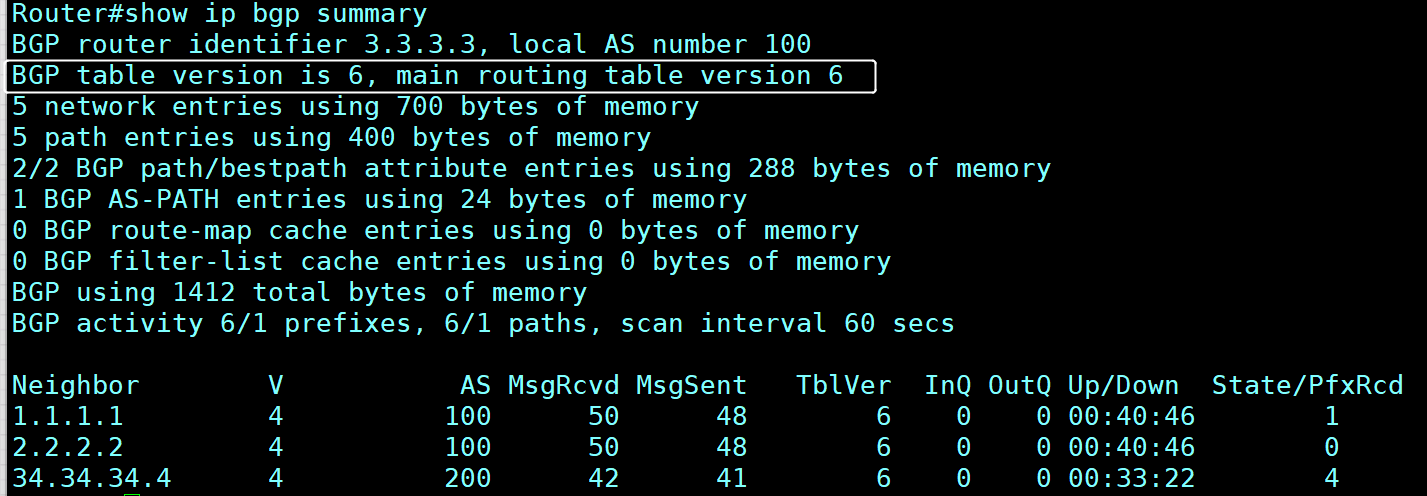 Router#show ip bgp summary
BGP router identifier 3.3.3.3, local AS number 100
BGP table version is 6, main routing table version 6
5 network entries using 700 bytes of memory
5 path entries using 400 bytes of memory
2/2 BGP path/bestpath attribute entries using 288 bytes of memory
1 BGP AS-PATH entries using 24 bytes of memory
0 BGP route-map cache entries using 0 bytes of memory
0 BGP filter-list cache entries using 0 bytes of memory
BGP using 1412 total bytes of memory
BGP activity 6/1 prefixes, 6/1 paths, scan interval 60 secs
Neighbor V AS MsgRcvd MsgSent TblVer InQ OutQ Up/Down State/PfxRcd
1.1.1.1 4 100 50 48 6 0 0 00:40:46 1
2.2.2.2 4 100 50 48 6 0 0 00:40:46 0
34.34.34.4 4 200 42 41 6 0 0 00:33:22 4